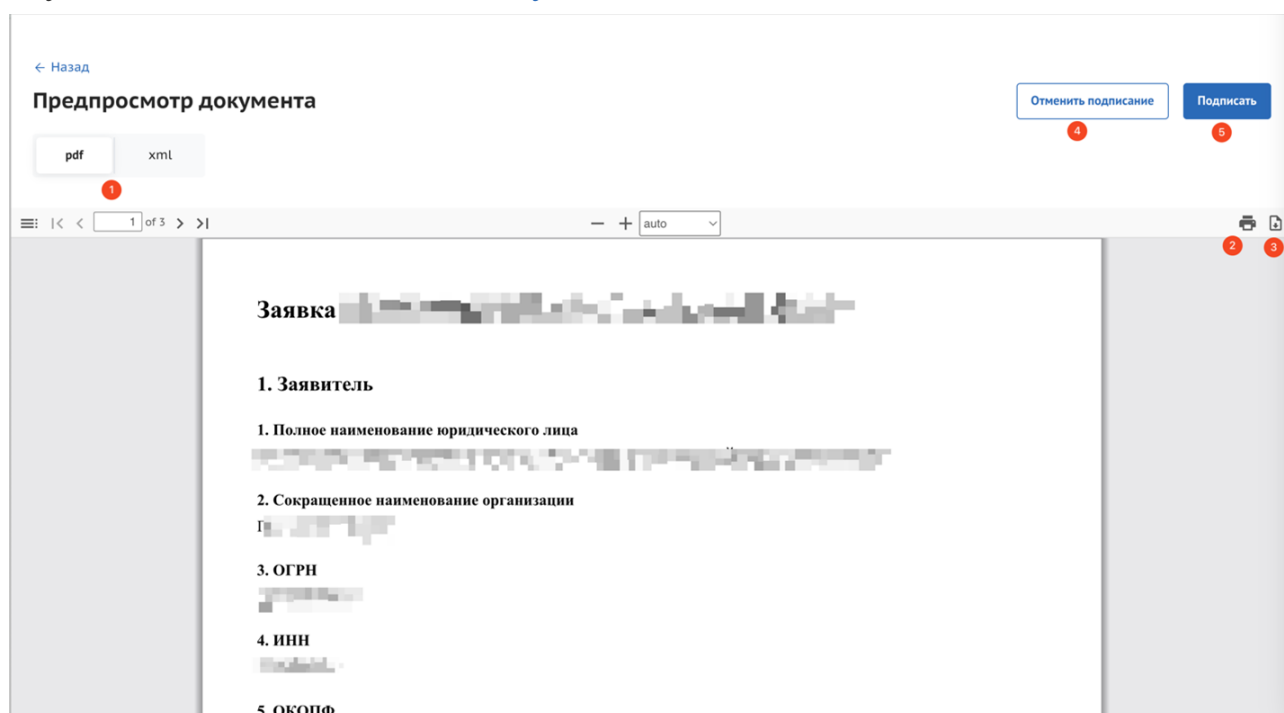 ← Назад
Предпросмотр документа
Отменить подписание
Подписать
4
5
pdf
xml
1
1 of 3
auto
2
3
Заявка
1. Заявитель
1. Полное наименование юридического лица
2. Сокращенное наименование организации
Г
3. ОГРН
4. ИНН
5. ОКОПФ